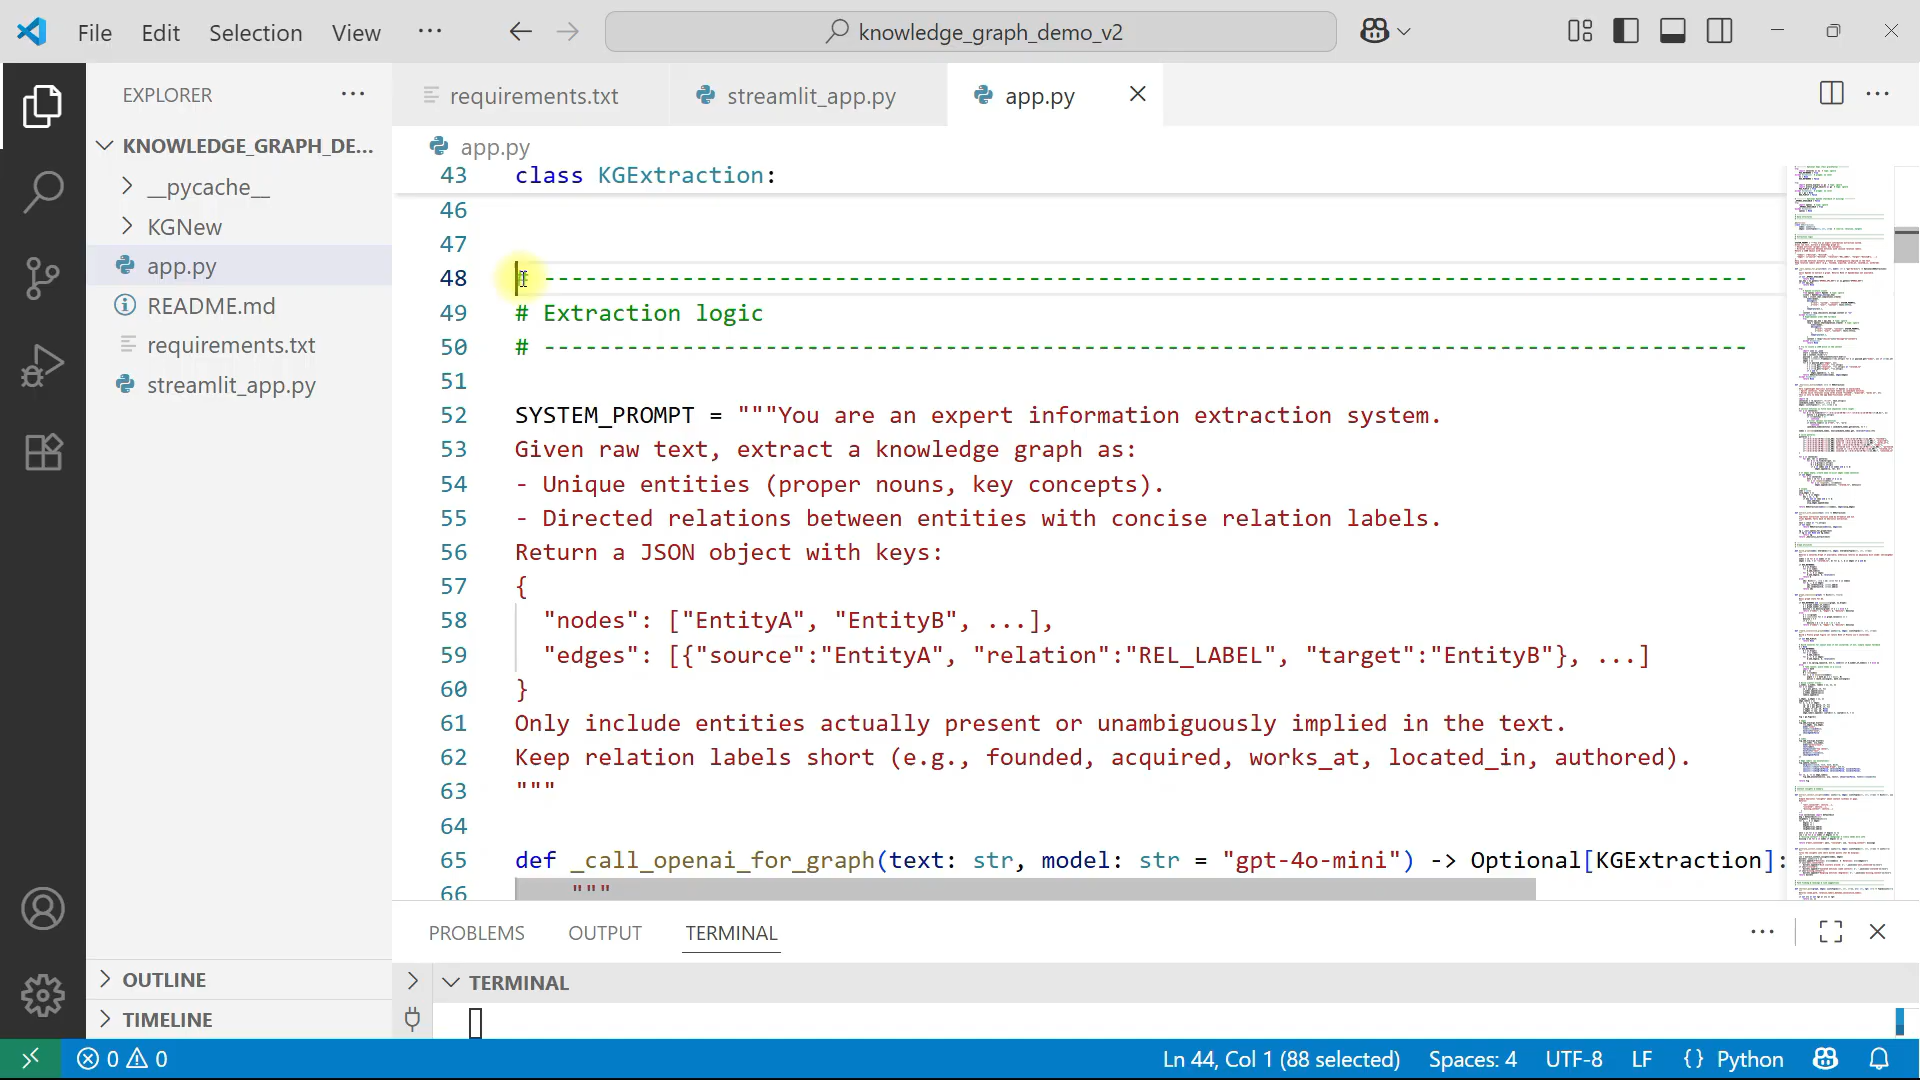 File Edit Selection View ...
knowledge_graph_demo_v2
EXPLORER
KNOWLEDGE_GRAPH_DE...
__pycache__
KGNew
app.py
README.md
requirements.txt
streamlit_app.py
OUTLINE
TIMELINE
requirements.txt streamlit_app.py app.py
app.py
43 class KGExtraction:
46
47
48 # ---------------------------------------------------------------------------------------
49 # Extraction logic
50 # ---------------------------------------------------------------------------------------
51
52 SYSTEM_PROMPT = """You are an expert information extraction system.
53 Given raw text, extract a knowledge graph as:
54 - Unique entities (proper nouns, key concepts).
55 - Directed relations between entities with concise relation labels.
56 Return a JSON object with keys:
57 {
58 "nodes": ["EntityA", "EntityB", ...],
59 "edges": [{"source":"EntityA", "relation":"REL_LABEL", "target":"EntityB"}, ...]
60 }
61 Only include entities actually present or unambiguously implied in the text.
62 Keep relation labels short (e.g., founded, acquired, works_at, located_in, authored).
63 """
64
65 def _call_openai_for_graph(text: str, model: str = "gpt-4o-mini") -> Optional[KGExtraction]:
66 """
PROBLEMS OUTPUT TERMINAL
TERMINAL
0 0 Ln 44, Col 1 (88 selected) Spaces: 4 UTF-8 LF {} Python